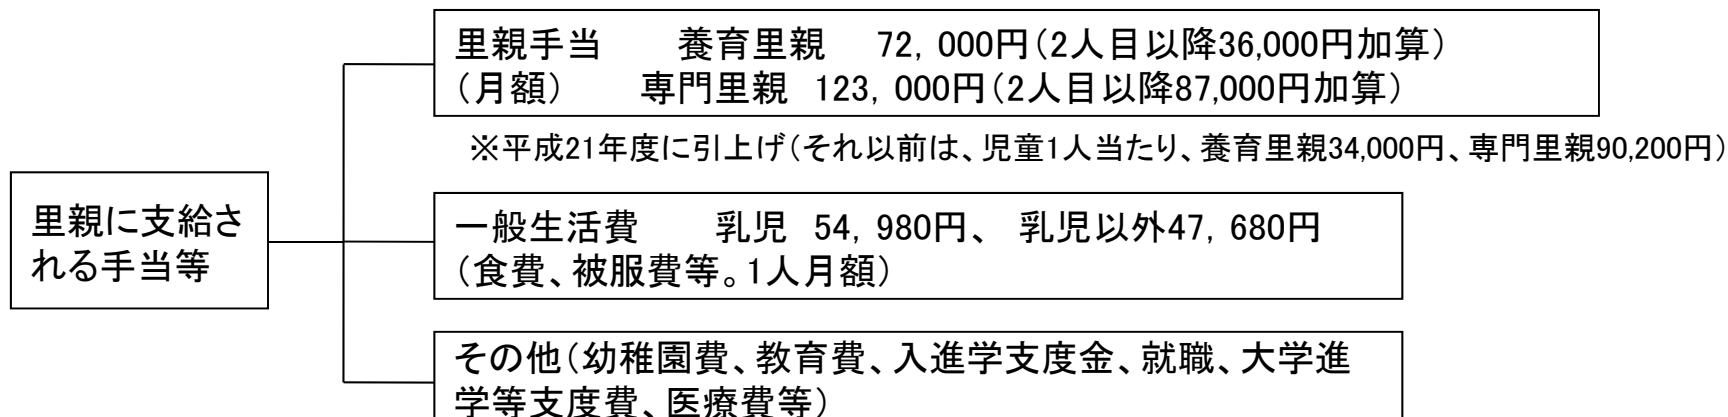 里親手当　　養育里親　 72，000円（2人目以降36,000円加算）
（月額）　　専門里親　123，000円（2人目以降87,000円加算）
※平成21年度に引上げ（それ以前は、児童1人当たり、養育里親34,000円、専門里親90,200円）
里親に支給さ
れる手当等
一般生活費　　乳児　54，980円、 乳児以外47，680円
（食費、被服費等。1人月額）
その他（幼稚園費、教育費、入進学支度金、就職、大学進
学等支度費、医療費等）